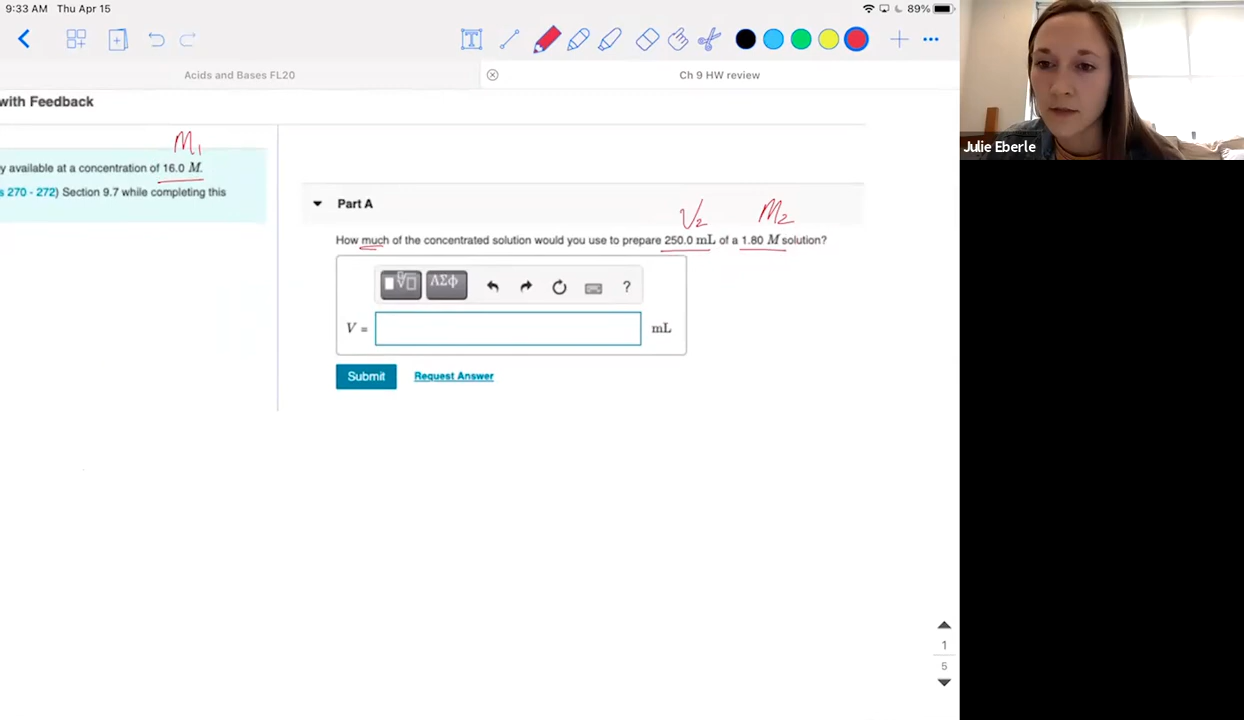 9:33 AM Thu Apr 15
89%
Acids and Bases FL20
Ch 9 HW review
with Feedback
M1
y available at a concentration of 16.0 M.
s 270 - 272) Section 9.7 while completing this
Part A
V2 M2
How much of the concentrated solution would you use to prepare 250.0 mL of a 1.80 M solution?
ΑΣΦ
?
V =
mL
Submit
Request Answer
1
5
Julie Eberle